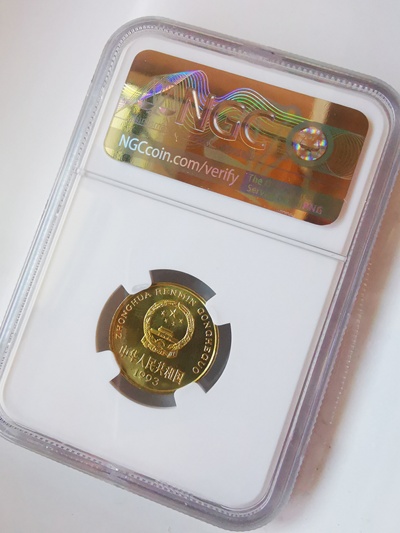 NGC
NGCcoin.com/verify
ZHONGHUA RENMIN GONGHEGUO
中华人民共和国
1993